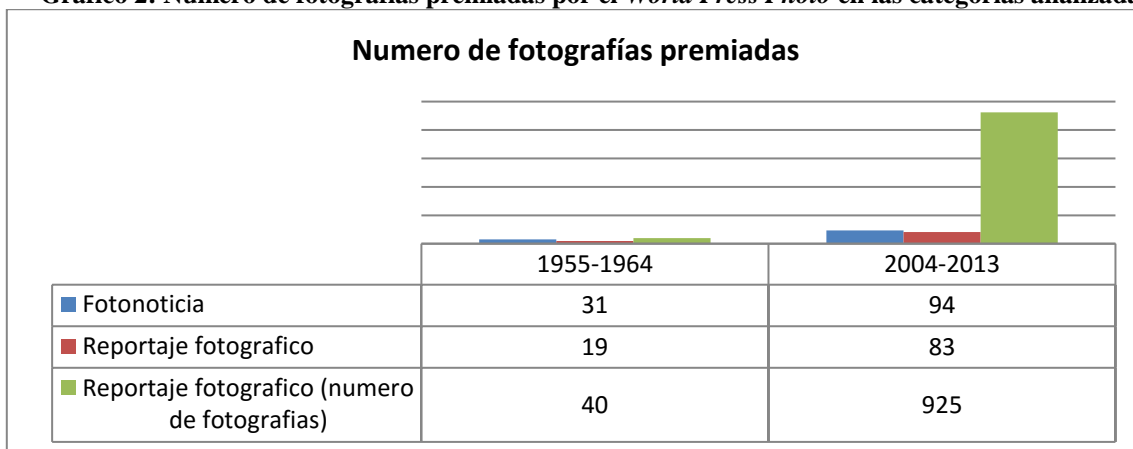 Gráfico 2: Número de fotografías premiadas por el World Press Photo en las categorías analizadas
Numero de fotografías premiadas
1955-1964 2004-2013
Fotonoticia 31 94
Reportaje fotografico 19 83
Reportaje fotografico (numero
de fotografias) 40 925